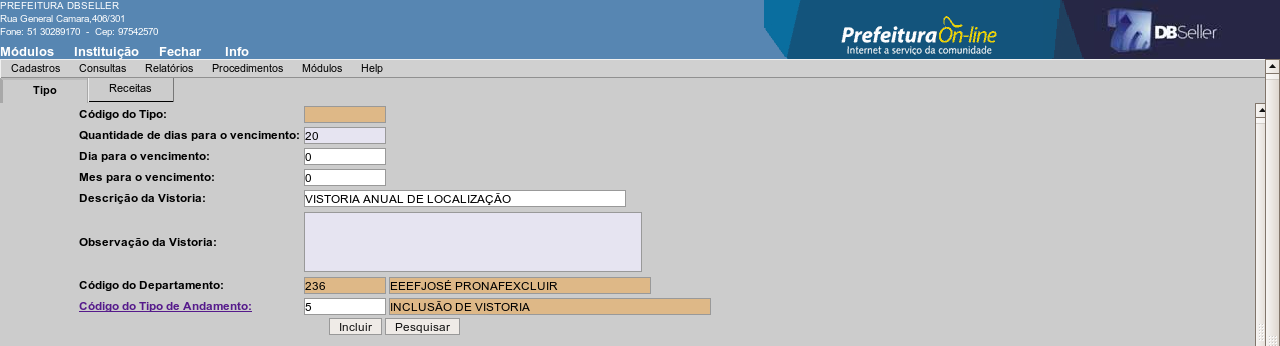 PREFEITURA DBSELLER
Rua General Camara,406/301
Fone: 51 30289170 - Cep: 97542570
Módulos Instituição Fechar Info
PrefeituraOn-line
Internet a serviço da comunidade
DBSeller
Cadastros Consultas Relatórios Procedimentos Módulos Help
Tipo Receitas
Código do Tipo:
Quantidade de dias para o vencimento: 20
Dia para o vencimento: 0
Mes para o vencimento: 0
Descrição da Vistoria: VISTORIA ANUAL DE LOCALIZAÇÃO
Observação da Vistoria:
Código do Departamento: 236 EEEFJOSÉ PRONAFEXCLUIR
Código do Tipo de Andamento: 5 INCLUSÃO DE VISTORIA
Incluir Pesquisar